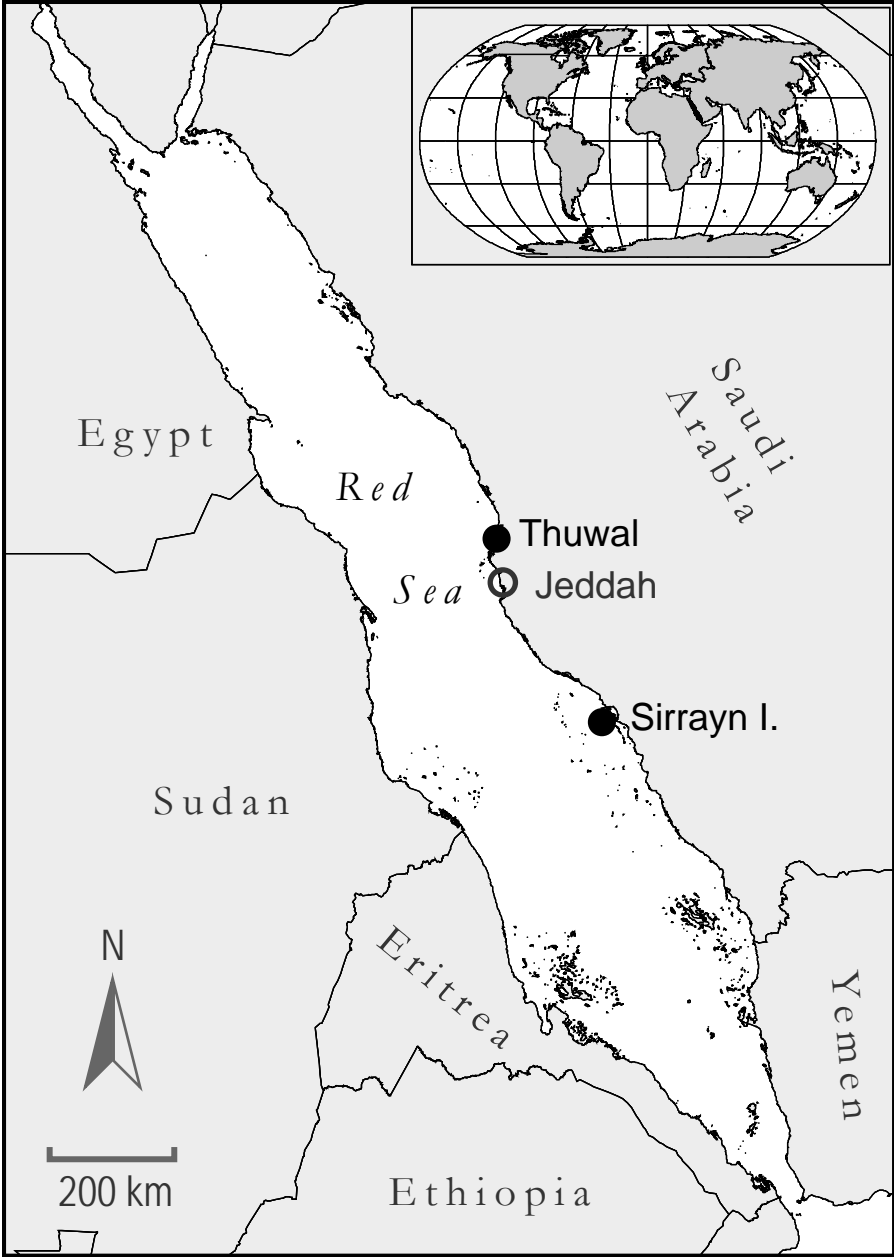 Saudi
Arabia
Egypt
Red
Thuwal
Sea
Jeddah
Sirrayn I.
Sudan
Eritrea
N
Yemen
200 km
Ethiopia